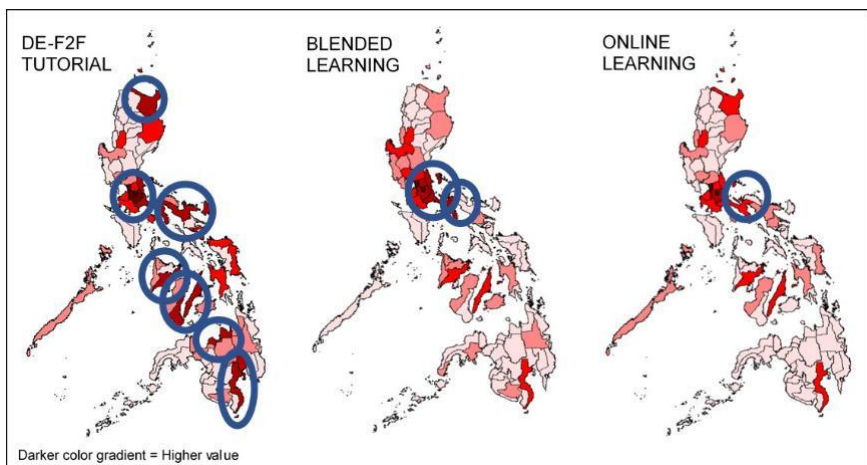 DE-F2F
TUTORIAL
BLENDED
LEARNING
ONLINE
LEARNING
Darker color gradient = Higher value